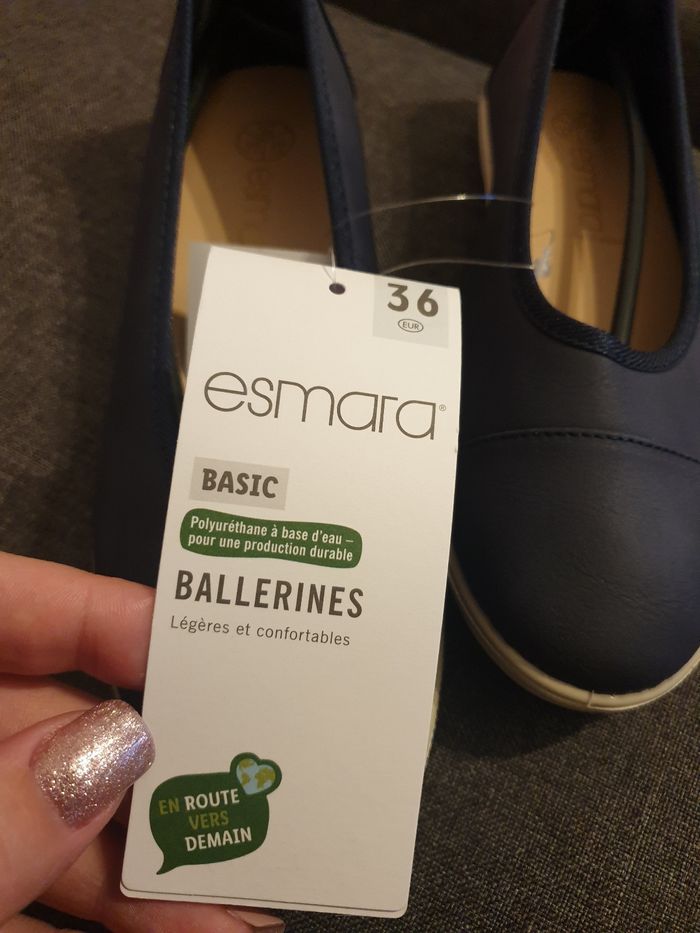 36
EUR
esmara®
BASIC
Polyuréthane à base d'eau –
pour une production durable
BALLERINES
Légères et confortables
EN ROUTE
VERS
DEMAIN